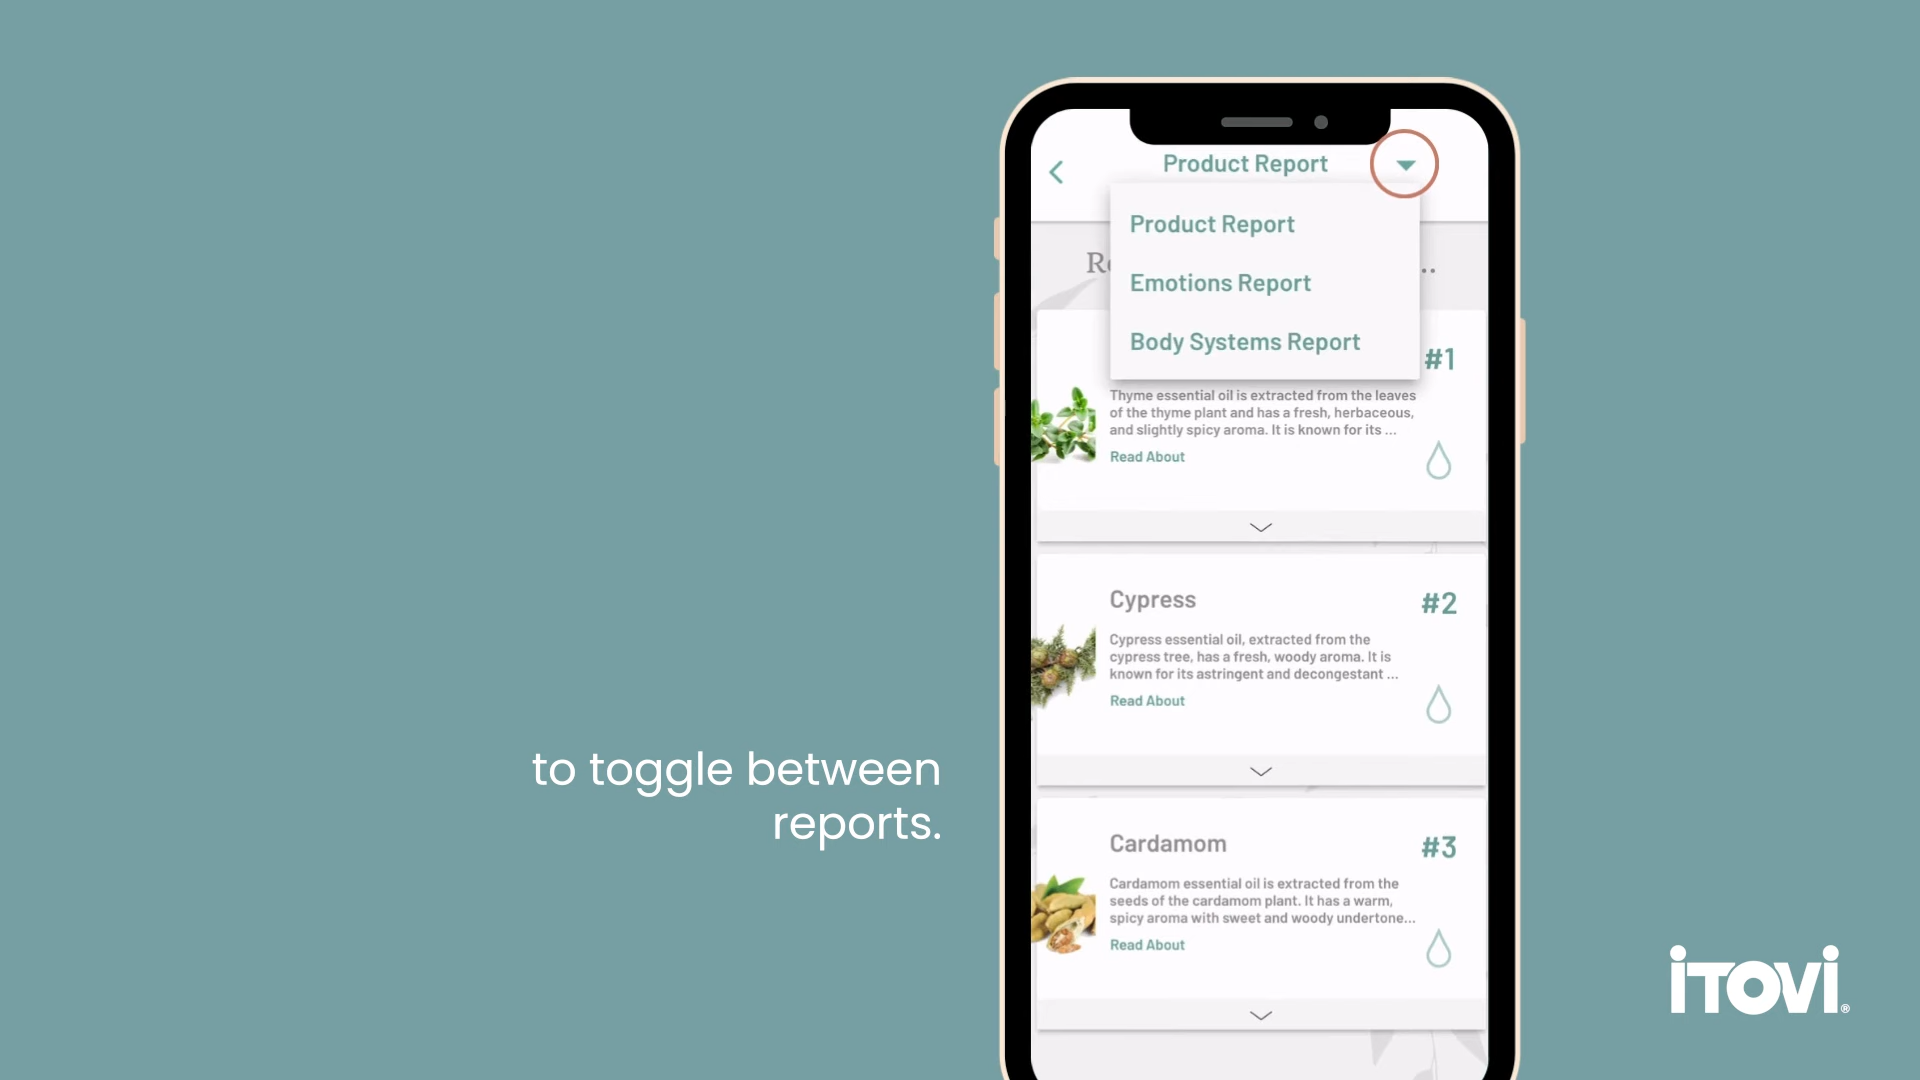 to toggle between
reports.
Product Report
Product Report
Emotions Report
Body Systems Report
#1
Thyme essential oil is extracted from the leaves
of the thyme plant and has a fresh, herbaceous,
and slightly spicy aroma. It is known for its ...
Read About
Cypress
#2
Cypress essential oil, extracted from the
cypress tree, has a fresh, woody aroma. It is
known for its astringent and decongestant ...
Read About
Cardamom
#3
Cardamom essential oil is extracted from the
seeds of the cardamom plant. It has a warm,
spicy aroma with sweet and woody undertone...
Read About
iTOVi®